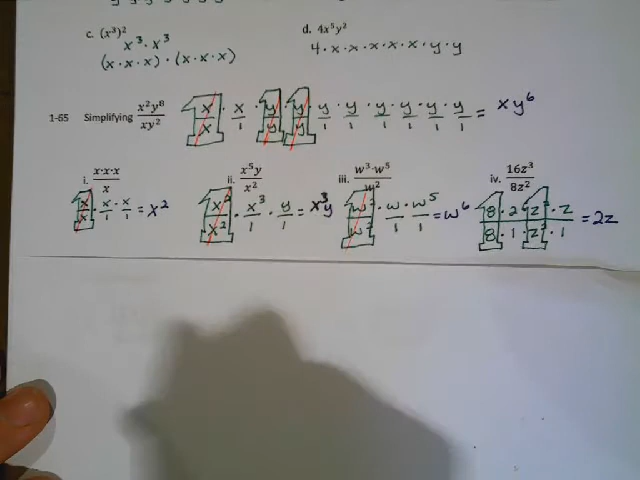 c. (x³)² d. 4x⁵y²
x³·x³ 4·x·x·x·x·x·y·y
(x·x·x)·(x·x·x)
1-65 Simplifying x²y⁸/xy² x/x · x/1 · y/y · y/y · y/1 · y/1 · y/1 · y/1 · y/1 · y/1 = xy⁶
i. x·x·x/x ii. x⁵y/x² iii. w³·w⁵/w² iv. 16z³/8z²
x/x · x/1 · x/1 = x² x²/x² · x³/1 · y/1 = x³y w²/w² · w/1 · w⁵/1 = w⁶ 8·2·z²·z/8·1·z²·1 = 2z